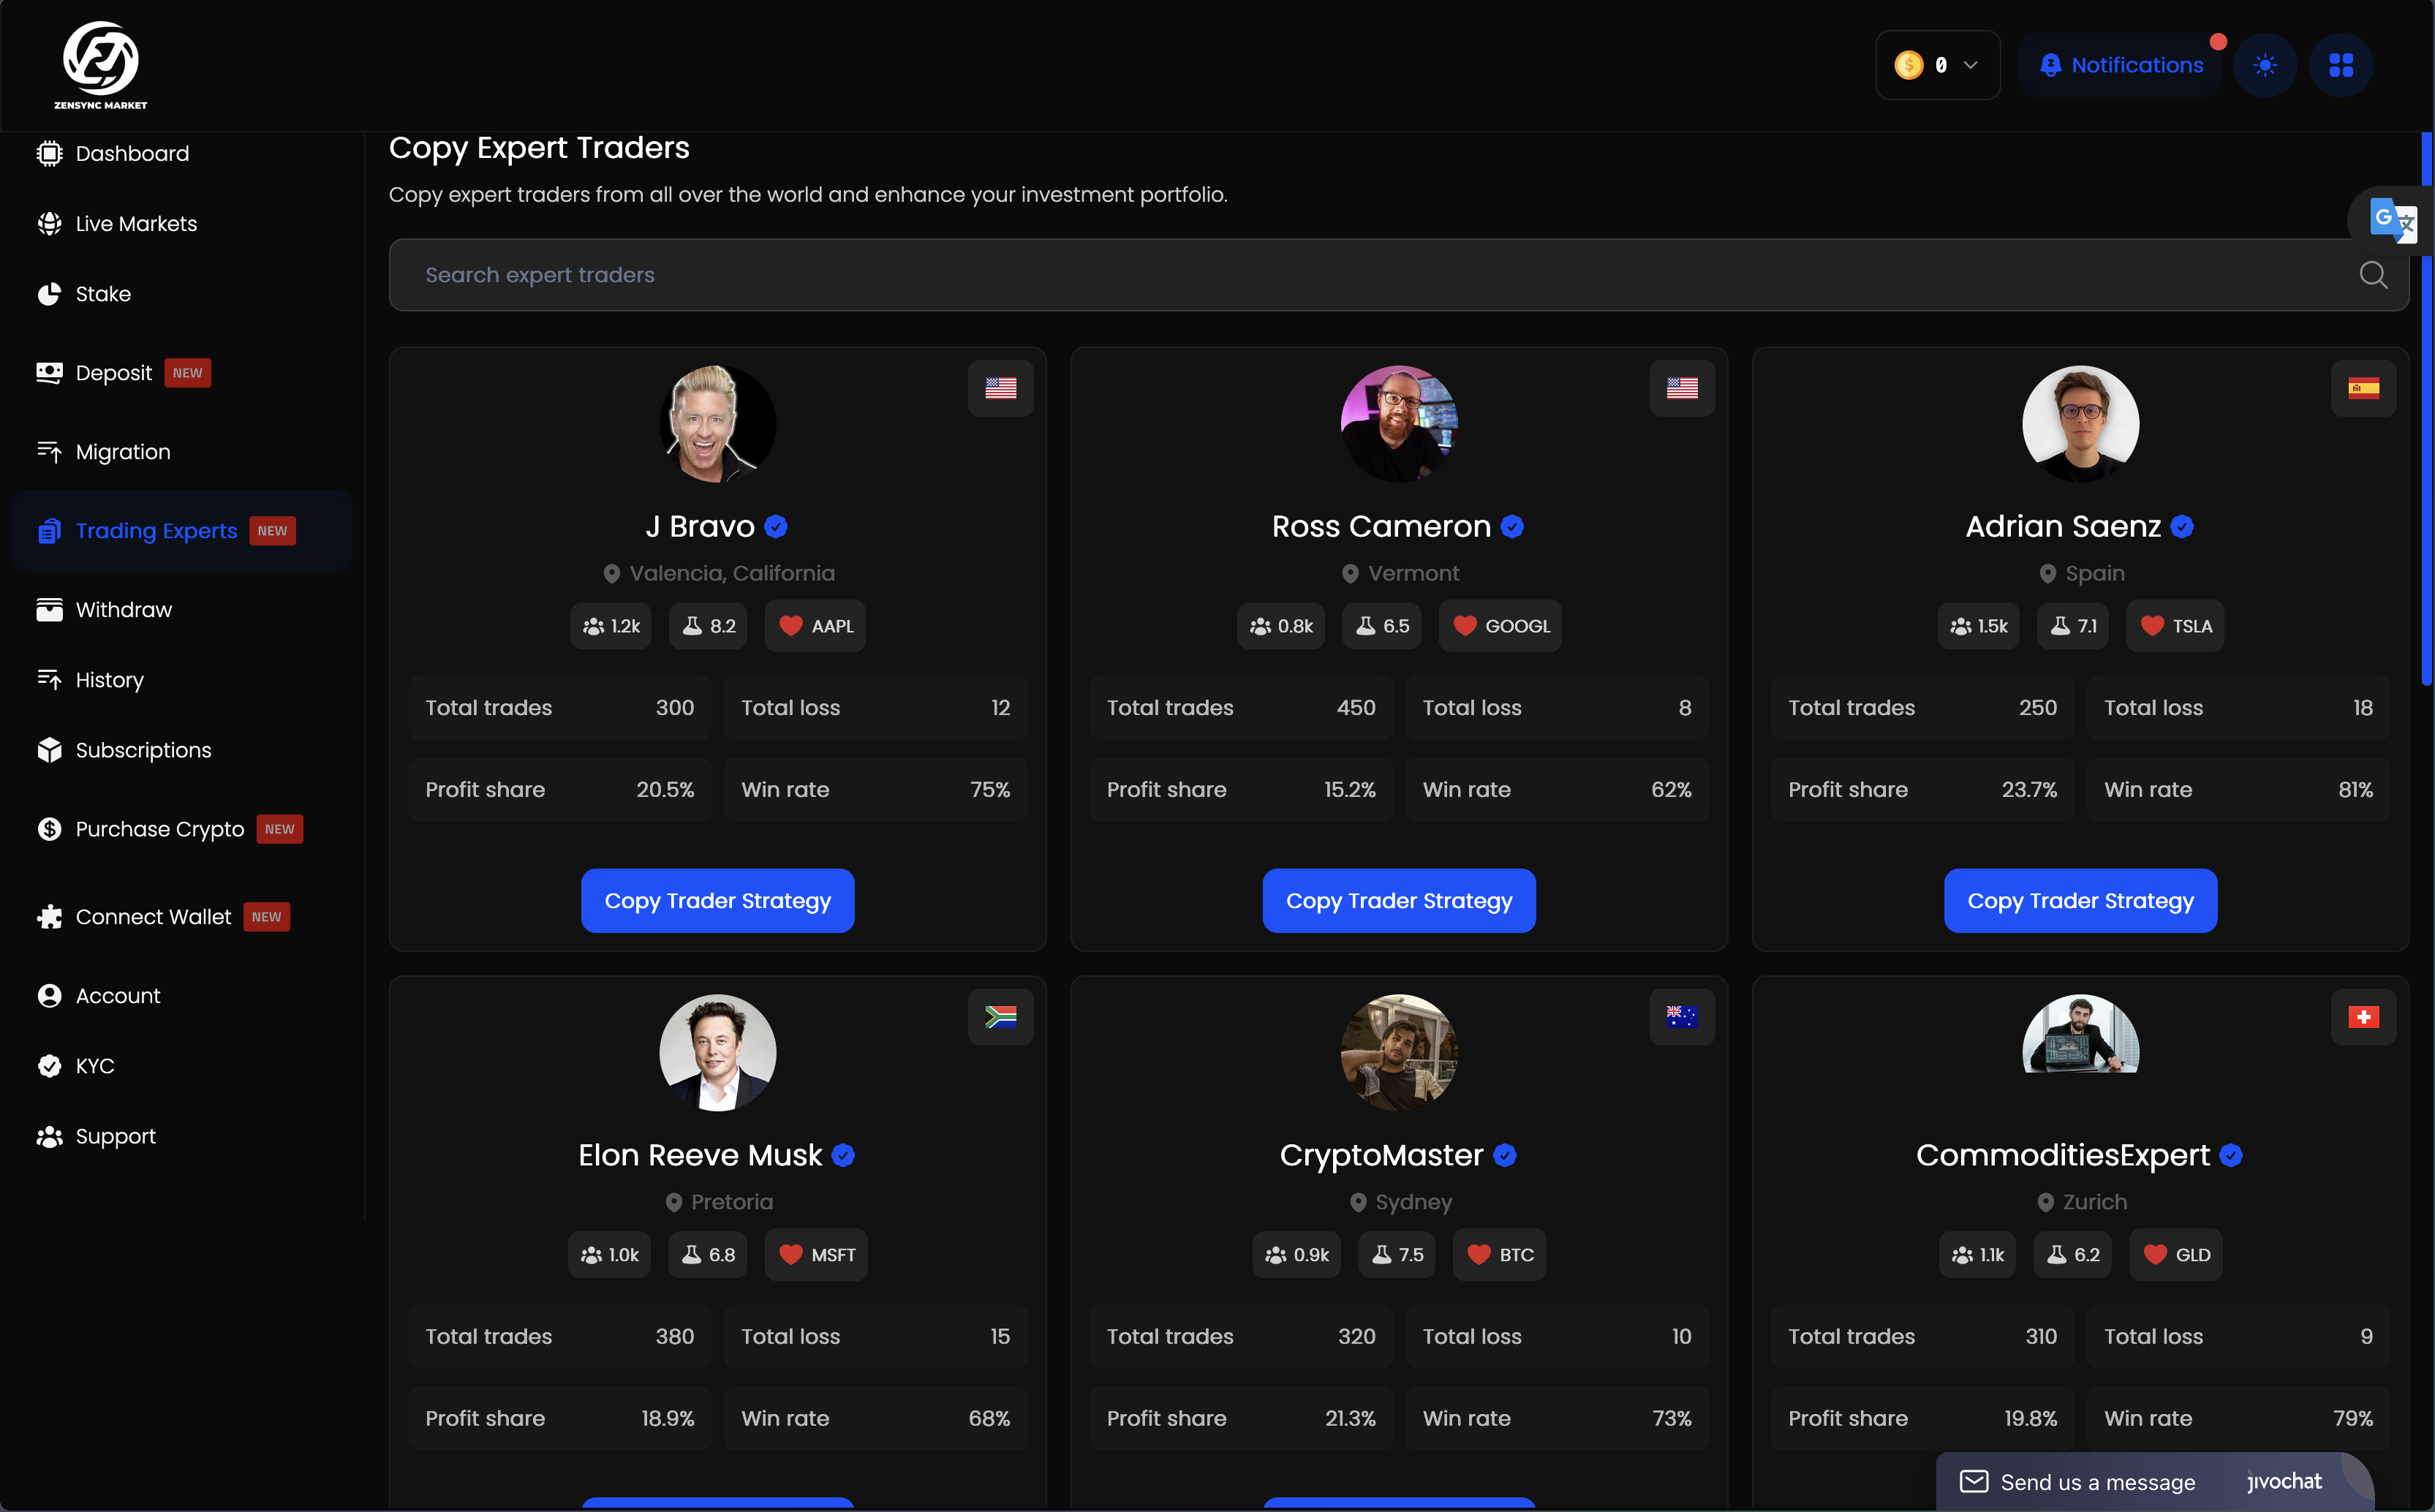 ZENSYNC MARKET
0
Notifications
Dashboard
Live Markets
Stake
Deposit NEW
Migration
Trading Experts NEW
Withdraw
History
Subscriptions
Purchase Crypto NEW
Connect Wallet NEW
Account
KYC
Support
Copy Expert Traders
Copy expert traders from all over the world and enhance your investment portfolio.
Search expert traders
J Bravo
Valencia, California
1.2k 8.2 AAPL
Total trades 300 Total loss 12
Profit share 20.5% Win rate 75%
Copy Trader Strategy
Ross Cameron
Vermont
0.8k 6.5 GOOGL
Total trades 450 Total loss 8
Profit share 15.2% Win rate 62%
Copy Trader Strategy
Adrian Saenz
Spain
1.5k 7.1 TSLA
Total trades 250 Total loss 18
Profit share 23.7% Win rate 81%
Copy Trader Strategy
Elon Reeve Musk
Pretoria
1.0k 6.8 MSFT
Total trades 380 Total loss 15
Profit share 18.9% Win rate 68%
CryptoMaster
Sydney
0.9k 7.5 BTC
Total trades 320 Total loss 10
Profit share 21.3% Win rate 73%
CommoditiesExpert
Zurich
1.1k 6.2 GLD
Total trades 310 Total loss 9
Profit share 19.8% Win rate 79%
Send us a message jivochat